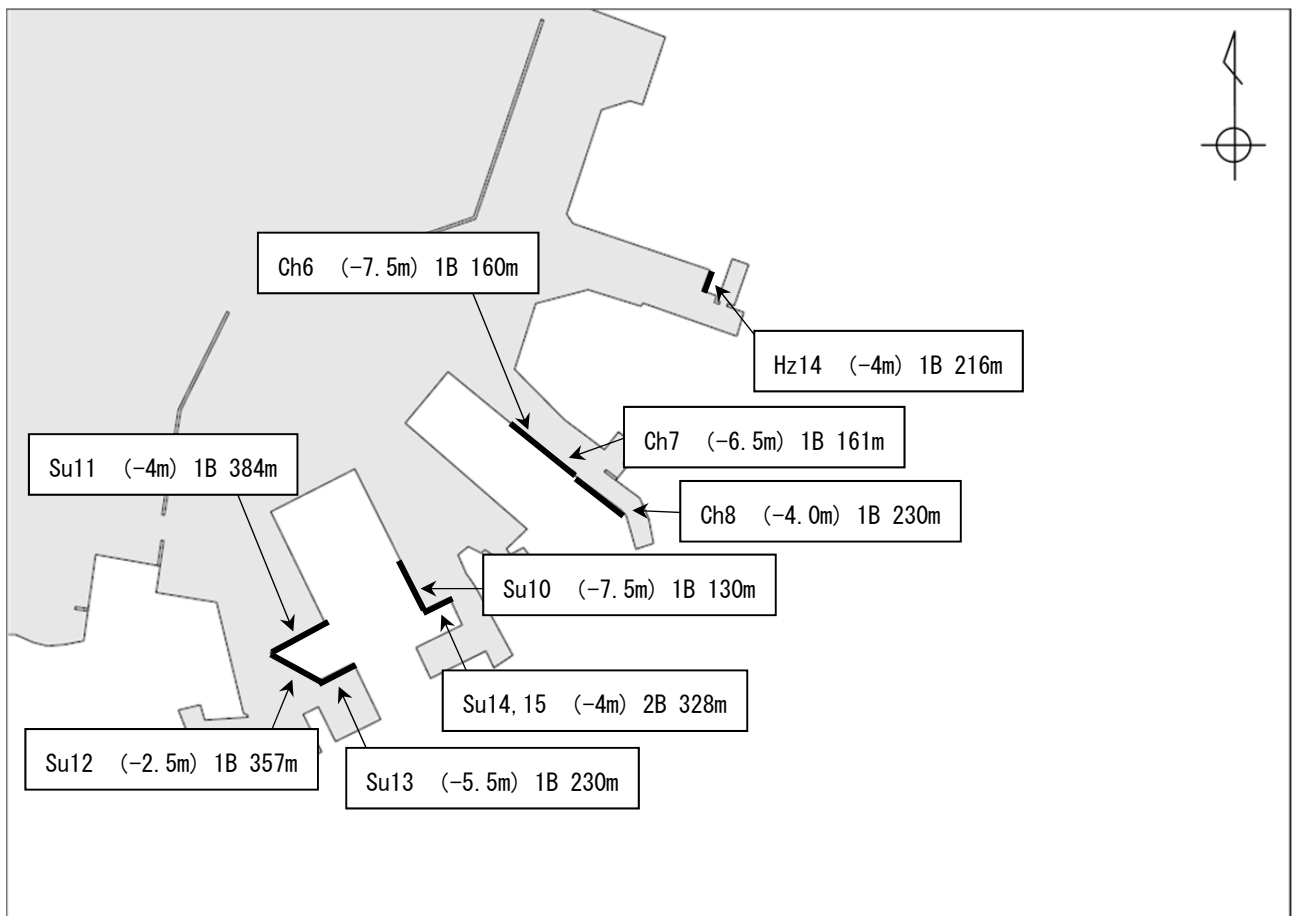 Ch6 (-7.5m) 1B 160m
Hz14 (-4m) 1B 216m
Ch7 (-6.5m) 1B 161m
Su11 (-4m) 1B 384m
Ch8 (-4.0m) 1B 230m
Su10 (-7.5m) 1B 130m
Su14,15 (-4m) 2B 328m
Su12 (-2.5m) 1B 357m
Su13 (-5.5m) 1B 230m